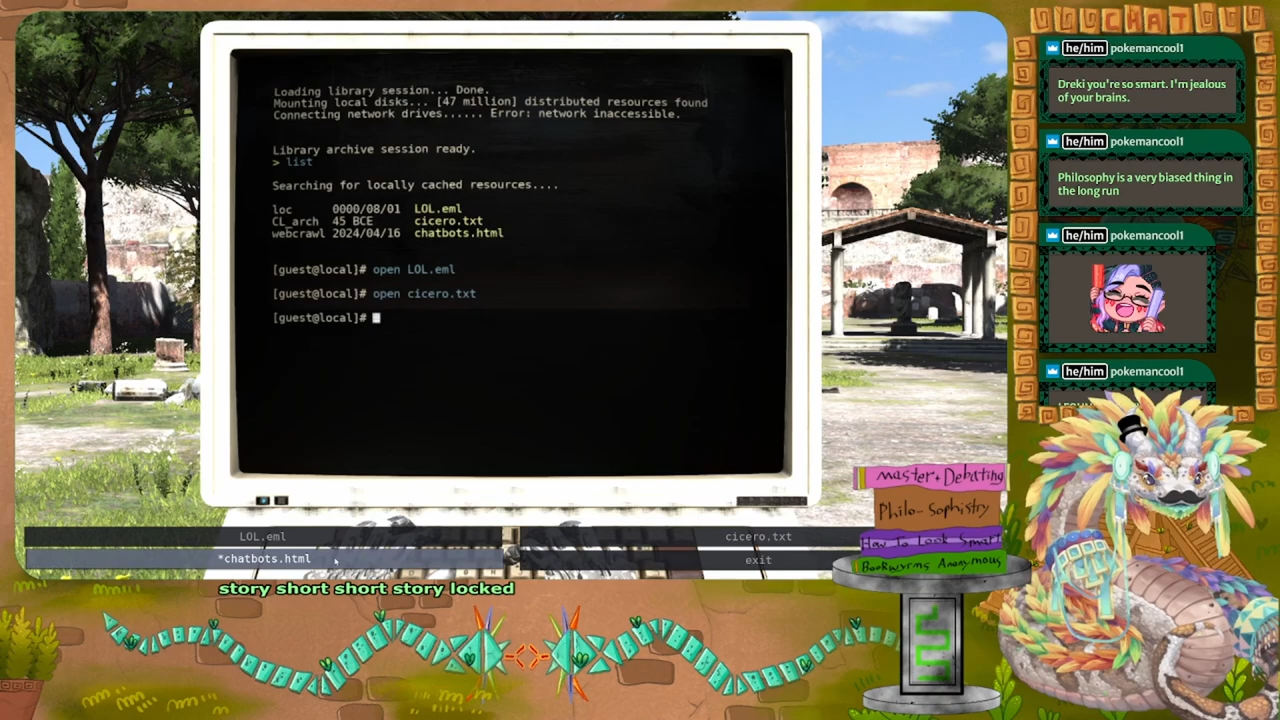 Loading library session... Done.
Mounting local disks... [47 million] distributed resources found
Connecting network drives...... Error: network inaccessible.
Library archive session ready.
> list
Searching for locally cached resources....
loc 0000/08/01 LOL.eml
CL_arch 45 BCE cicero.txt
webcrawl 2024/04/16 chatbots.html
[guest@local]# open LOL.eml
[guest@local]# open cicero.txt
[guest@local]#
LOL.eml
cicero.txt
*chatbots.html
exit
story short short story locked
CHAT
he/him pokemancool1
Dreki you're so smart. I'm jealous
of your brains.
he/him pokemancool1
Philosophy is a very biased thing in
the long run
he/him pokemancool1
he/him pokemancool1
Master+Debating
Philo-Sophistry
How To Look Smart
Bookwyrms Anonymous